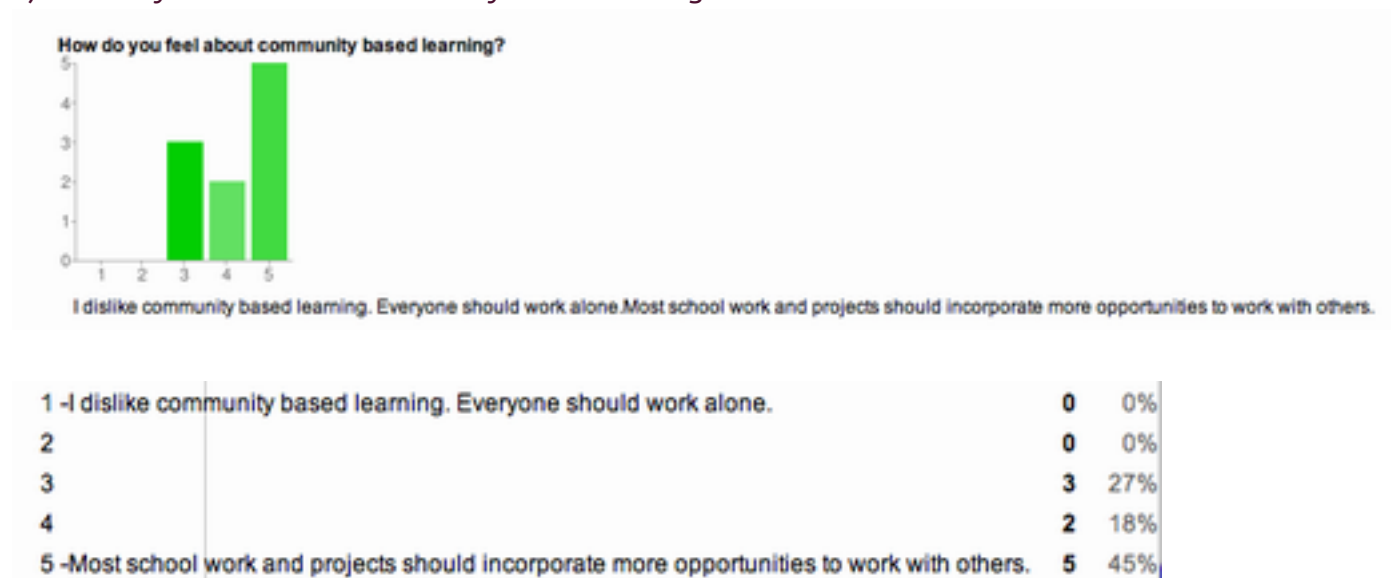 How do you feel about community based learning?
5
4
3
2
1
0
1 2 3 4 5
I dislike community based learning. Everyone should work alone.Most school work and projects should incorporate more opportunities to work with others.
1 -I dislike community based learning. Everyone should work alone. 0 0%
2 0 0%
3 3 27%
4 2 18%
5 -Most school work and projects should incorporate more opportunities to work with others. 5 45%